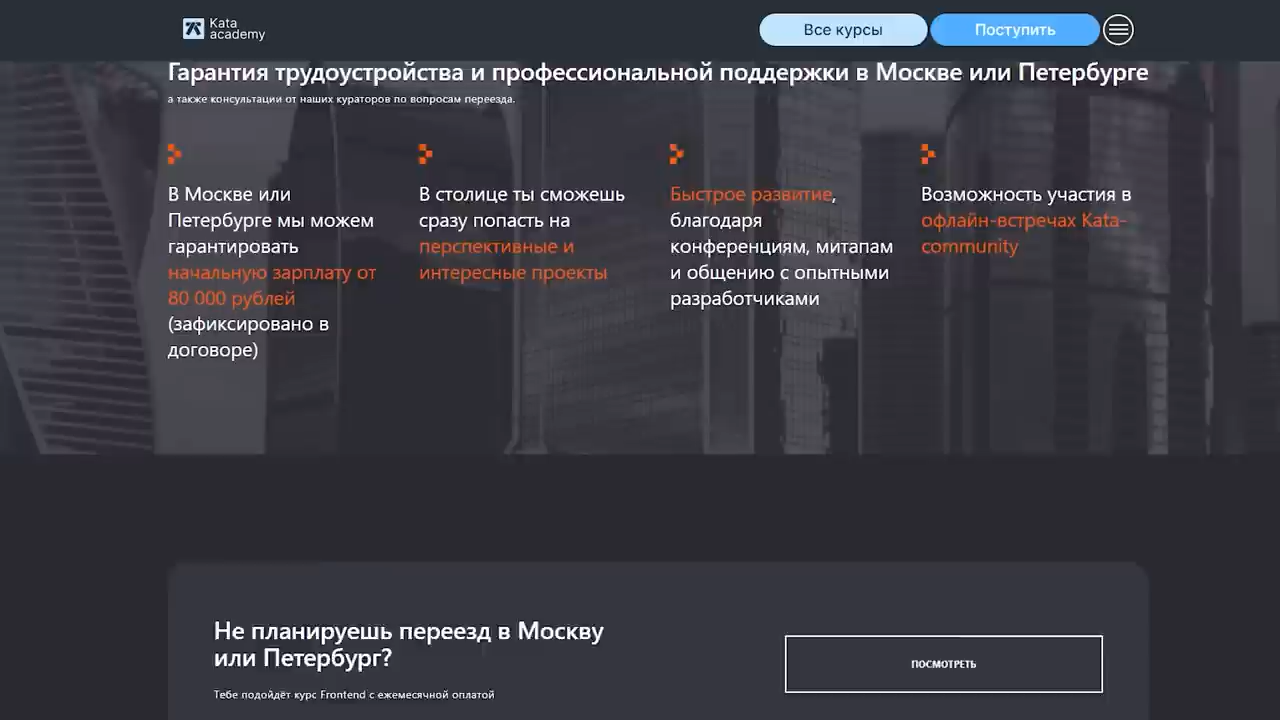 Kata
academy
Все курсы
Поступить
Гарантия трудоустройства и профессиональной поддержки в Москве или Петербурге
а также консультации от наших кураторов по вопросам переезда.
В Москве или
Петербурге мы можем
гарантировать
начальную зарплату от
80 000 рублей
(зафиксировано в
договоре)
В столице ты сможешь
сразу попасть на
перспективные и
интересные проекты
Быстрое развитие,
благодаря
конференциям, митапам
и общению с опытными
разработчиками
Возможность участия в
офлайн-встречах Kata-
community
Не планируешь переезд в Москву
или Петербург?
Тебе подойдёт курс Frontend с ежемесячной оплатой
ПОСМОТРЕТЬ